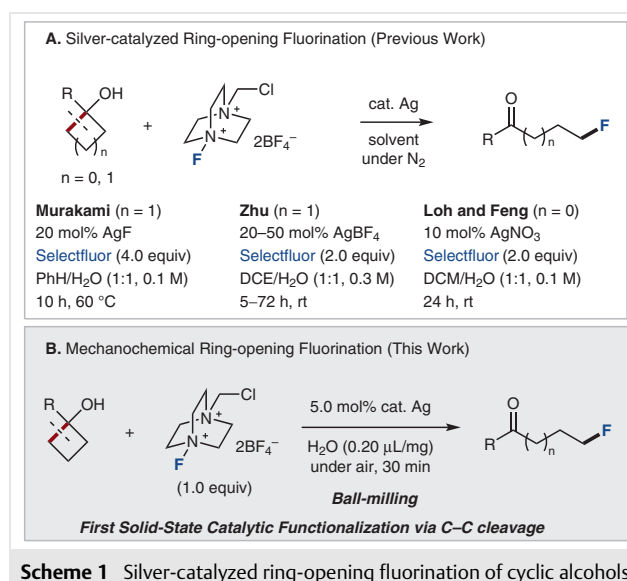 A. Silver-catalyzed Ring-opening Fluorination (Previous Work)
R
OH
( )n
n = 0, 1
+
Cl
N+
N+
F
2BF4−
cat. Ag
solvent
under N2
O
R
( )n
F
Murakami (n = 1)
20 mol% AgF
Selectfluor (4.0 equiv)
PhH/H2O (1:1, 0.1 M)
10 h, 60 °C
Zhu (n = 1)
20–50 mol% AgBF4
Selectfluor (2.0 equiv)
DCE/H2O (1:1, 0.3 M)
5–72 h, rt
Loh and Feng (n = 0)
10 mol% AgNO3
Selectfluor (2.0 equiv)
DCM/H2O (1:1, 0.1 M)
24 h, rt
B. Mechanochemical Ring-opening Fluorination (This Work)
R
OH
+
Cl
N+
N+
F
2BF4−
(1.0 equiv)
5.0 mol% cat. Ag
H2O (0.20 μL/mg)
under air, 30 min
Ball-milling
O
R
( )n
F
First Solid-State Catalytic Functionalization via C–C cleavage
Scheme 1 Silver-catalyzed ring-opening fluorination of cyclic alcohols